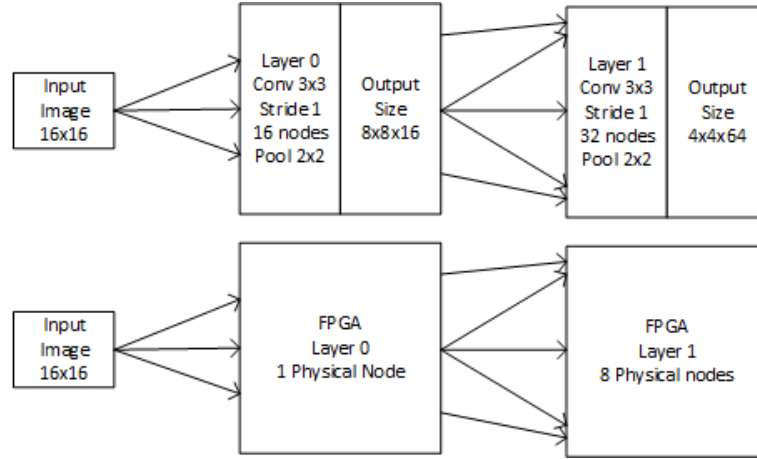 Input
Image
16x16
Layer 0
Conv 3x3
Stride 1
16 nodes
Pool 2x2
Output
Size
8x8x16
Layer 1
Conv 3x3
Stride 1
32 nodes
Pool 2x2
Output
Size
4x4x64
Input
Image
16x16
FPGA
Layer 0
1 Physical Node
FPGA
Layer 1
8 Physical nodes